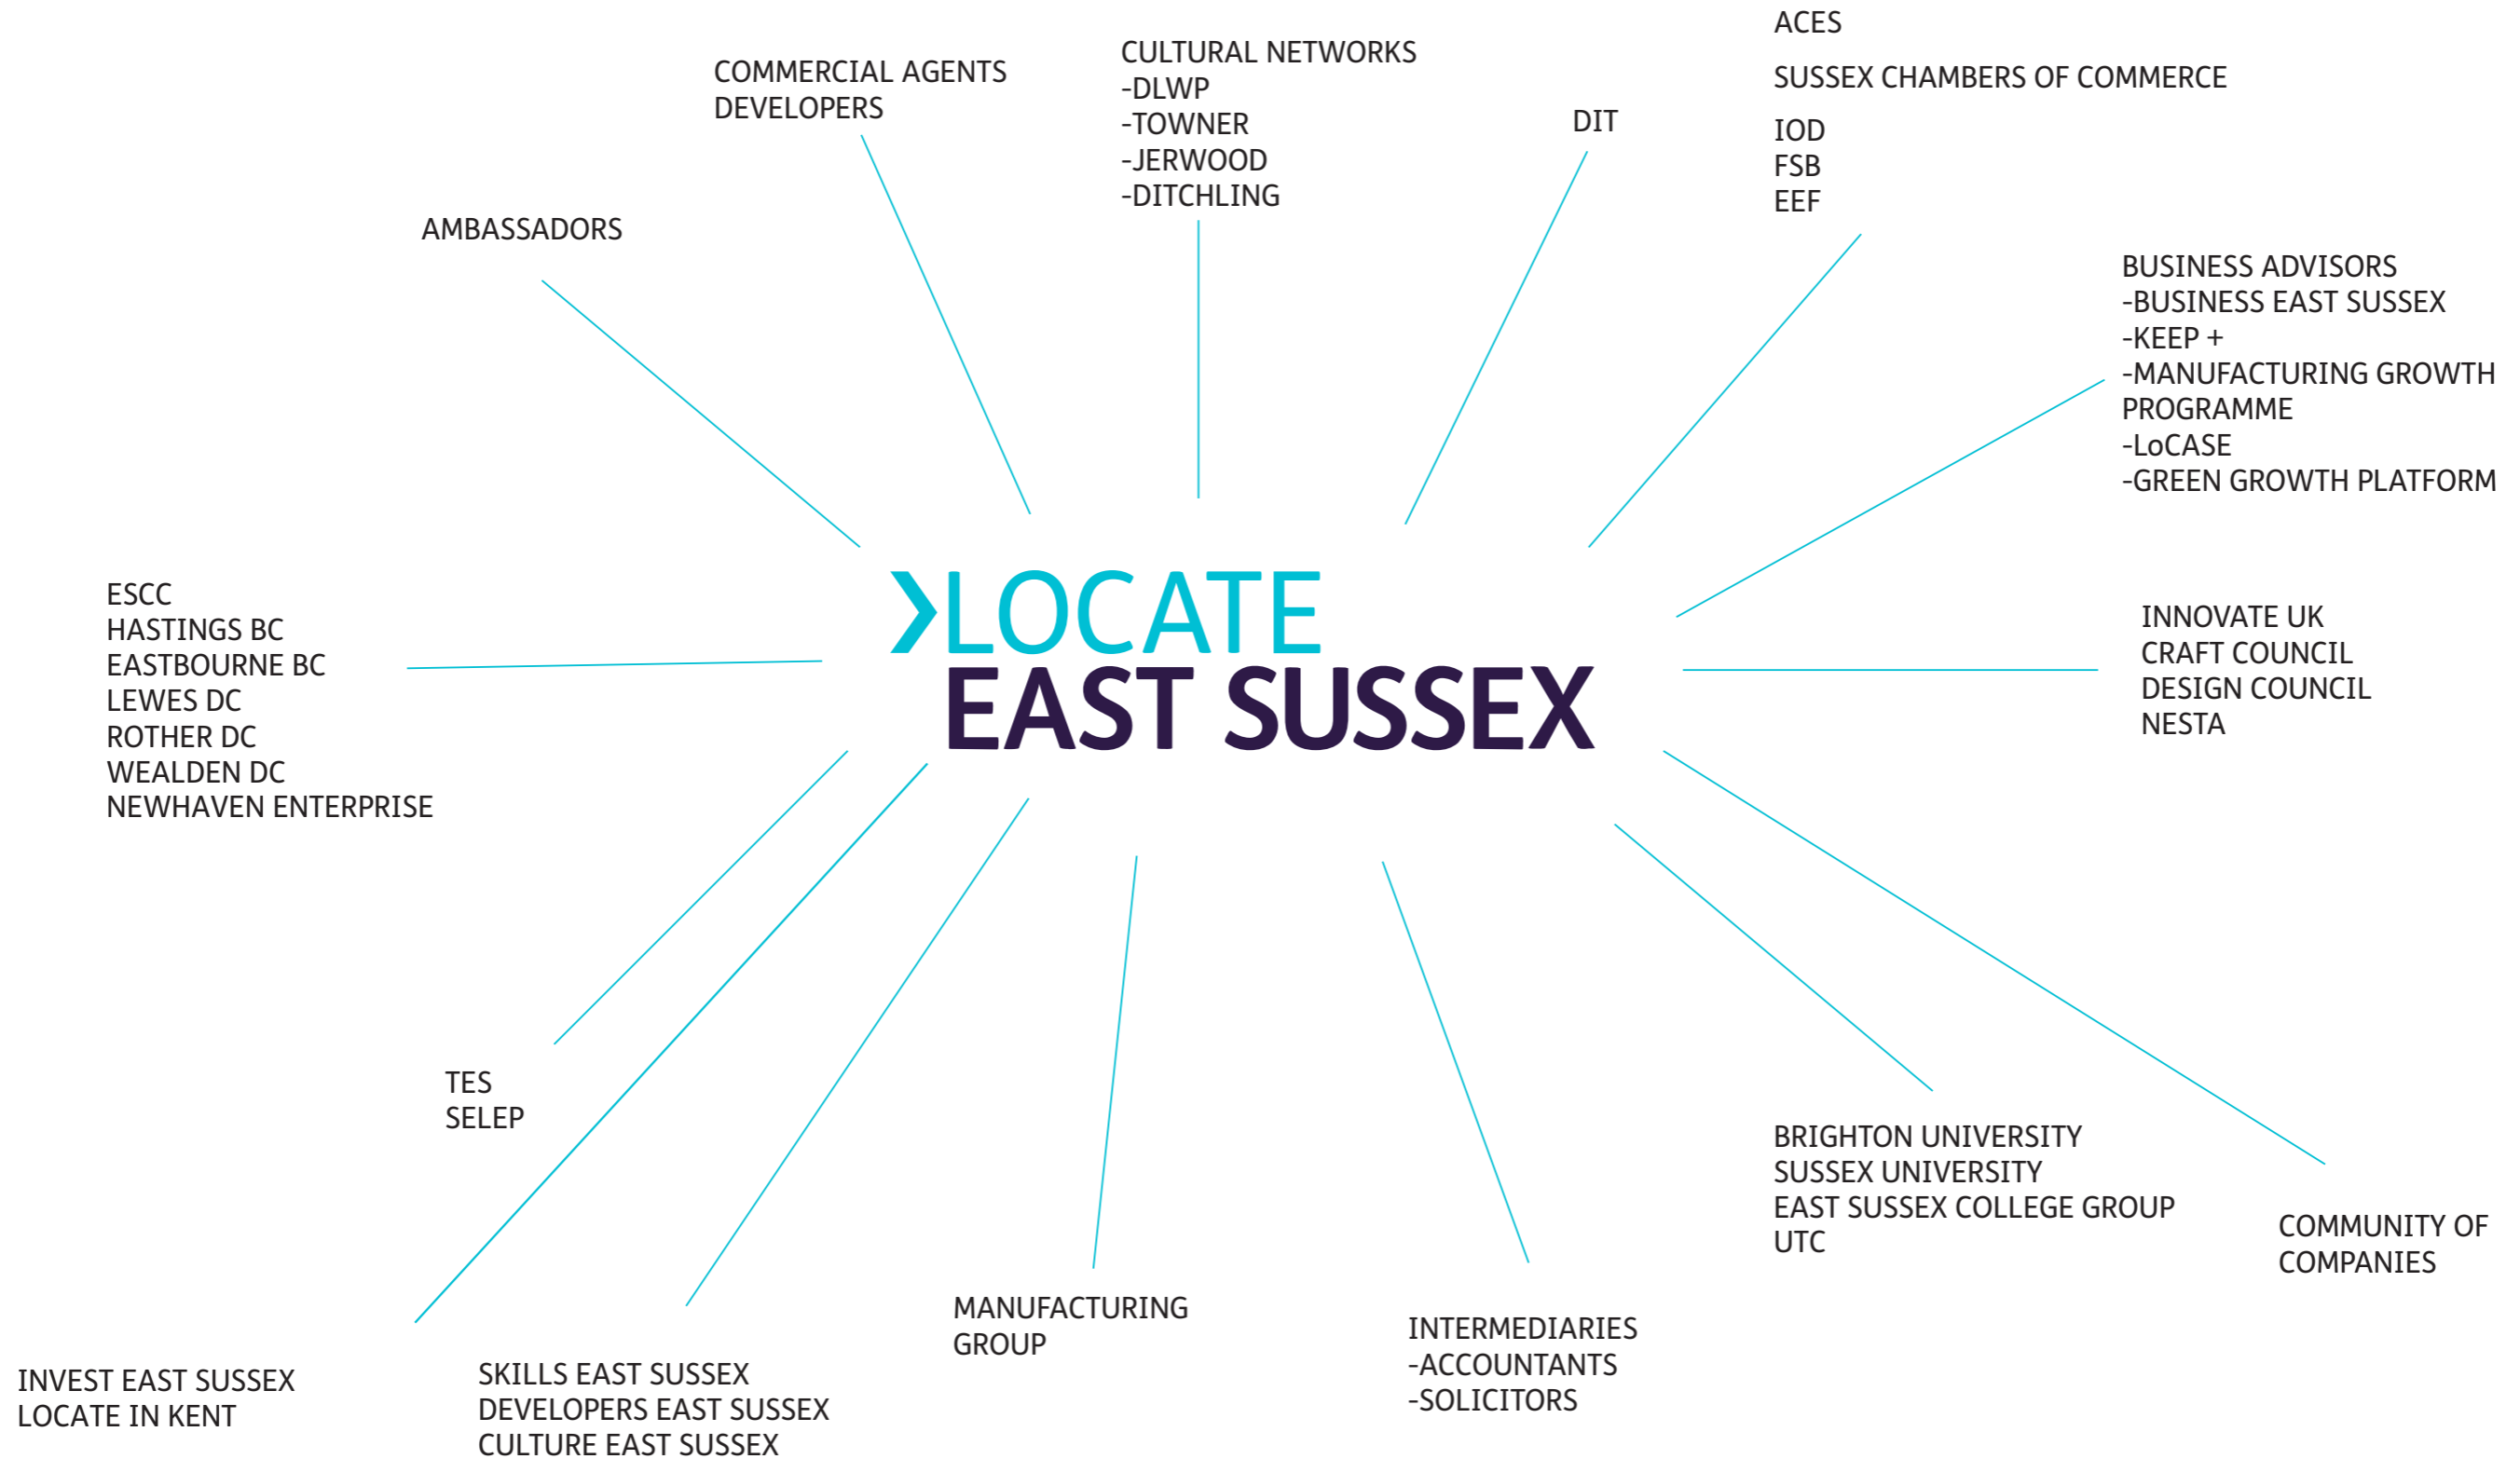 ACES
SUSSEX CHAMBERS OF COMMERCE
IOD
FSB
EEF
CULTURAL NETWORKS
-DLWP
-TOWNER
-JERWOOD
-DITCHLING
COMMERCIAL AGENTS
DEVELOPERS
DIT
AMBASSADORS
BUSINESS ADVISORS
-BUSINESS EAST SUSSEX
-KEEP +
-MANUFACTURING GROWTH
PROGRAMME
-LoCASE
-GREEN GROWTH PLATFORM
ESCC
HASTINGS BC
EASTBOURNE BC
LEWES DC
ROTHER DC
WEALDEN DC
NEWHAVEN ENTERPRISE
LOCATE
EAST SUSSEX
INNOVATE UK
CRAFT COUNCIL
DESIGN COUNCIL
NESTA
TES
SELEP
BRIGHTON UNIVERSITY
SUSSEX UNIVERSITY
EAST SUSSEX COLLEGE GROUP
UTC
COMMUNITY OF
COMPANIES
MANUFACTURING
GROUP
INTERMEDIARIES
-ACCOUNTANTS
-SOLICITORS
INVEST EAST SUSSEX
LOCATE IN KENT
SKILLS EAST SUSSEX
DEVELOPERS EAST SUSSEX
CULTURE EAST SUSSEX